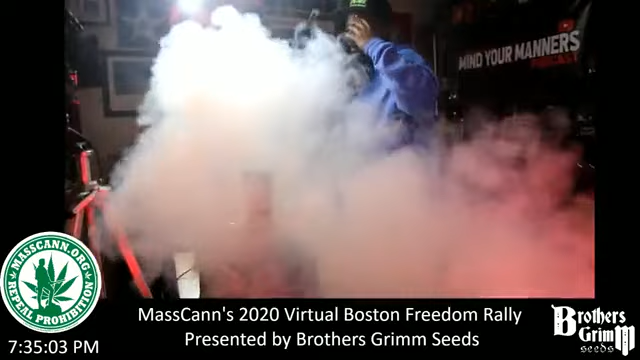 MIND YOUR MANNERS
PODCAST
MASSCANN.ORG
REPEAL PROHIBITION
MassCann's 2020 Virtual Boston Freedom Rally
Presented by Brothers Grimm Seeds
7:35:03 PM
Brothers
Grimm
seeds